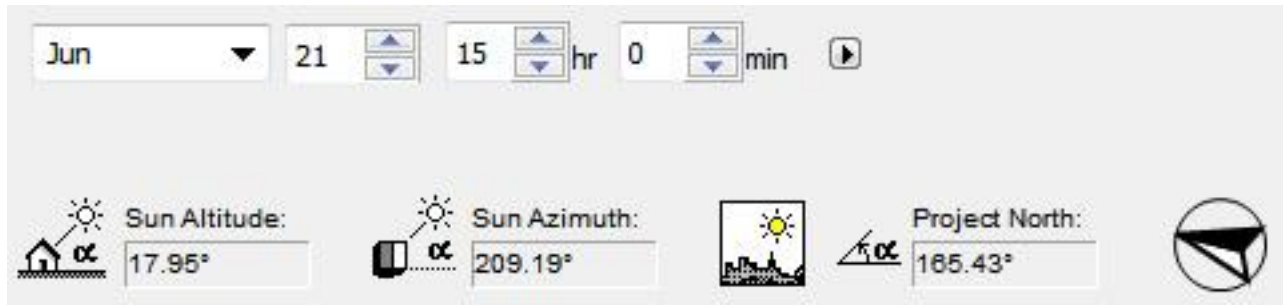 Jun 21 15 hr 0 min
Sun Altitude: Sun Azimuth: Project North:
α 17.95° α 209.19° α 165.43°